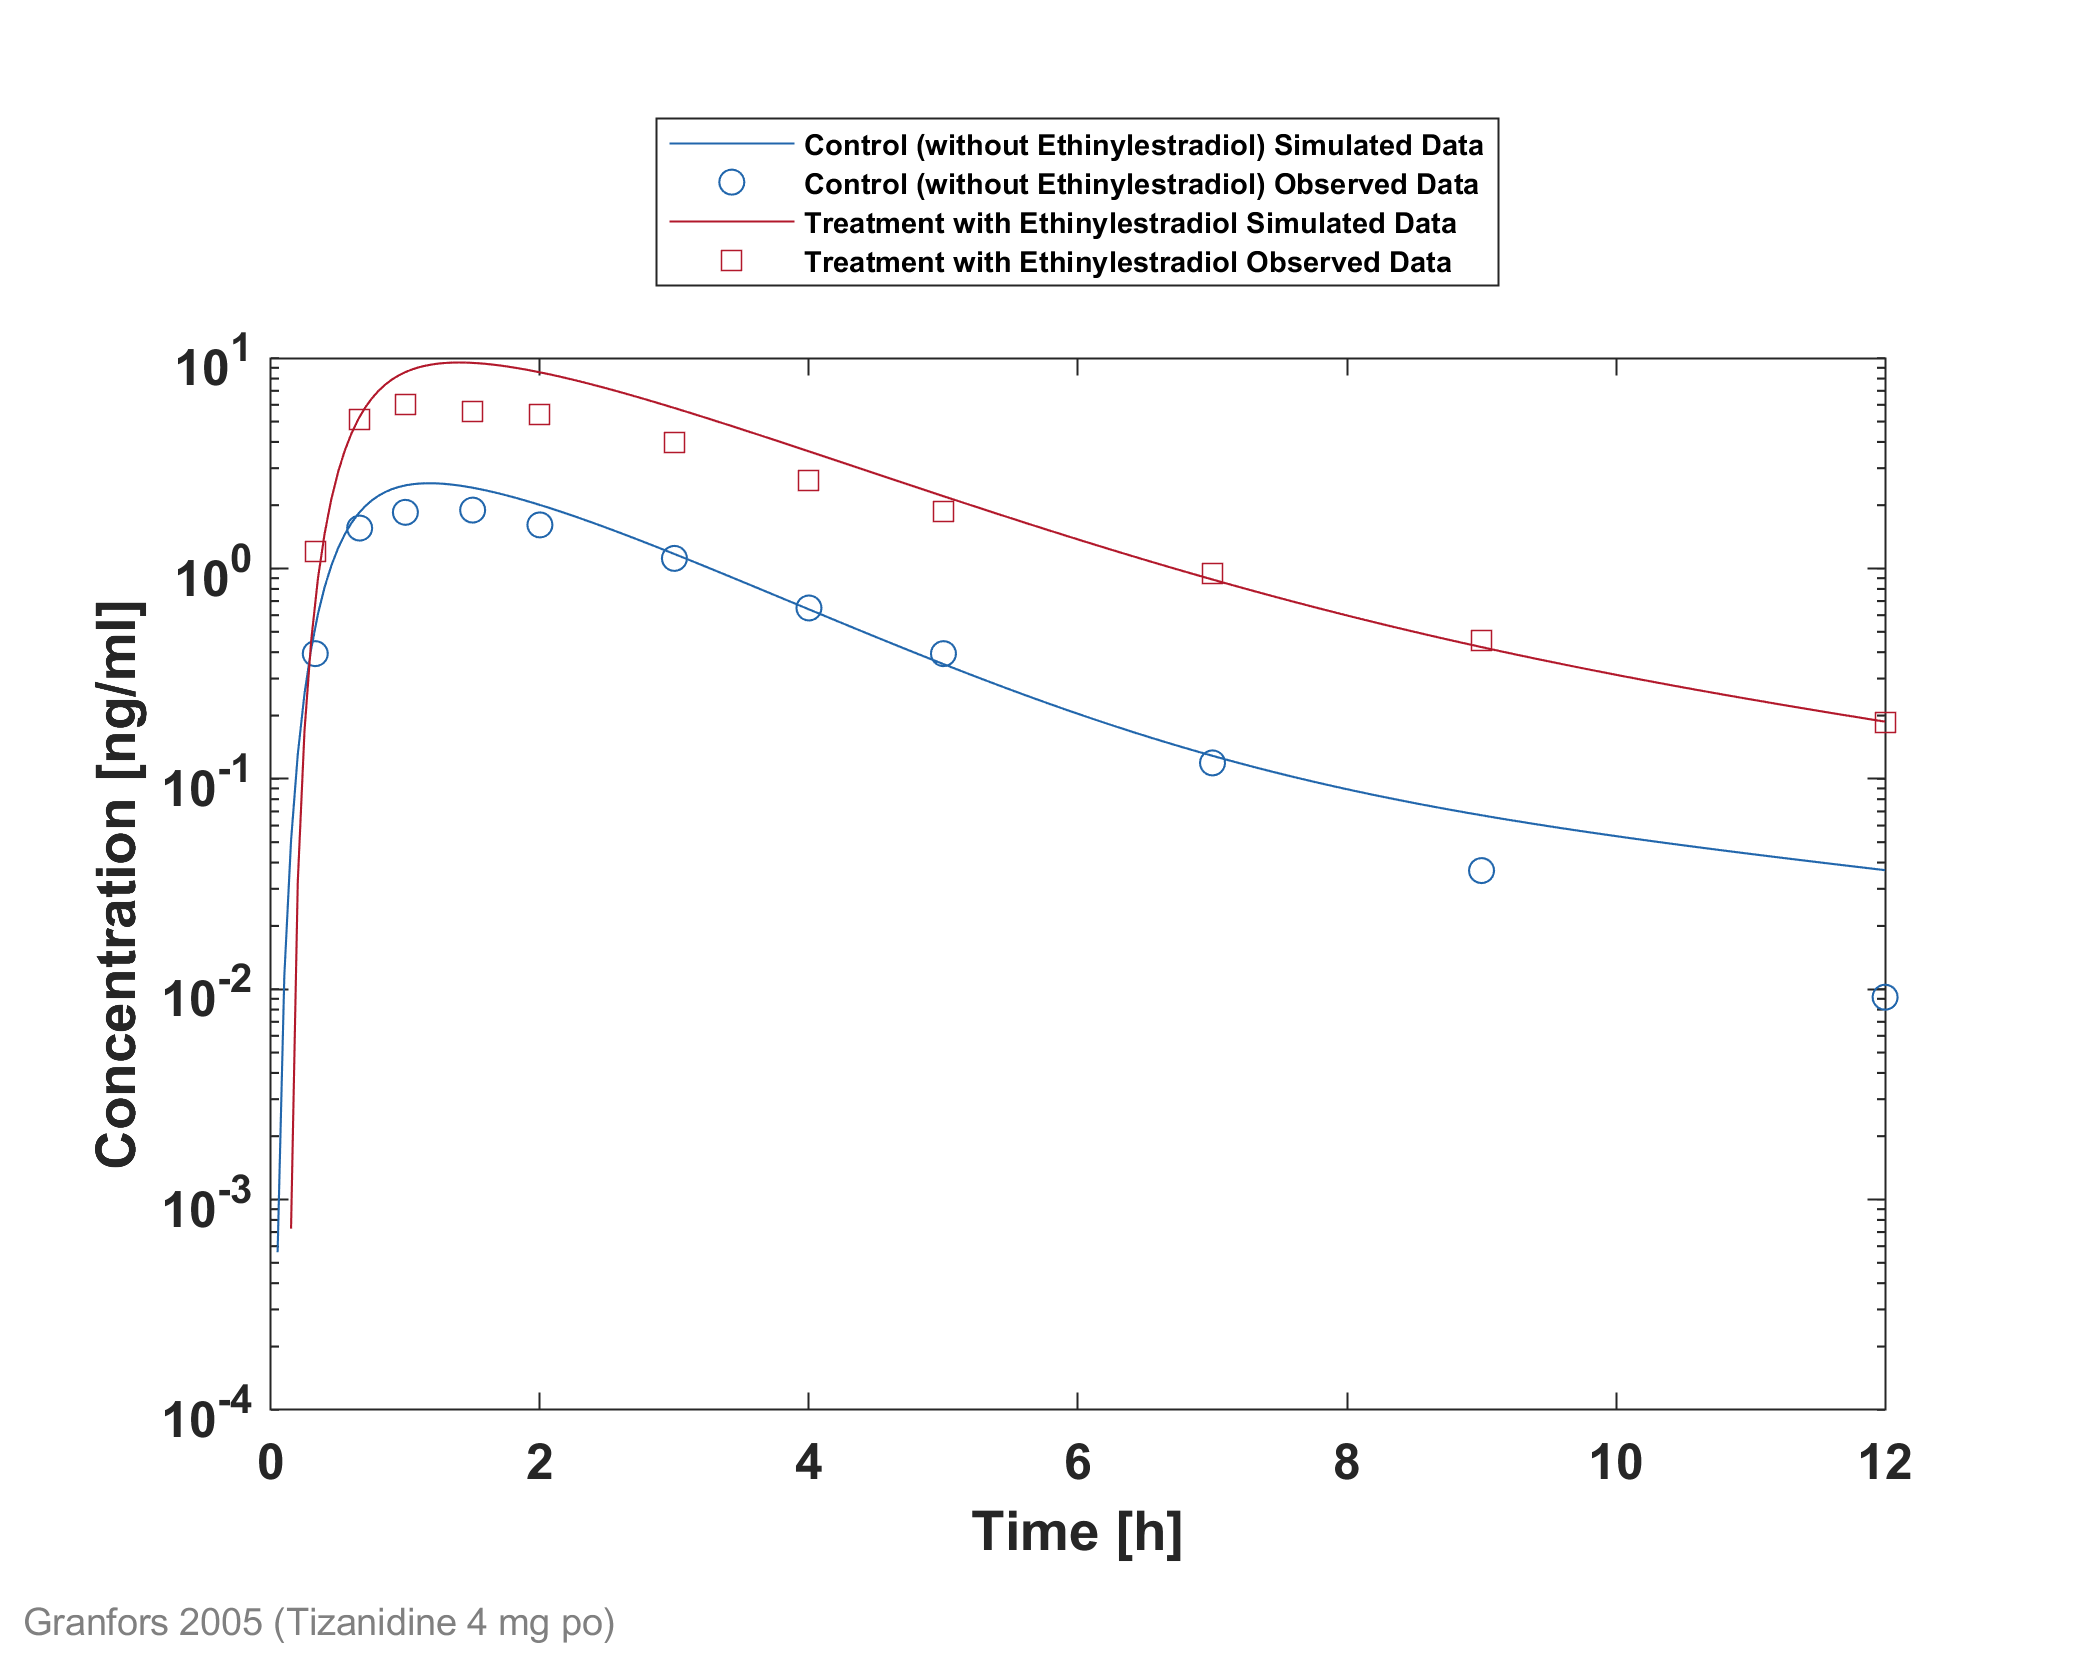 Control (without Ethinylestradiol) Simulated Data
Control (without Ethinylestradiol) Observed Data
Treatment with Ethinylestradiol Simulated Data
Treatment with Ethinylestradiol Observed Data
10^1
10^0
10^-1
10^-2
10^-3
10^-4
Concentration [ng/ml]
0 2 4 6 8 10 12
Time [h]
Granfors 2005 (Tizanidine 4 mg po)